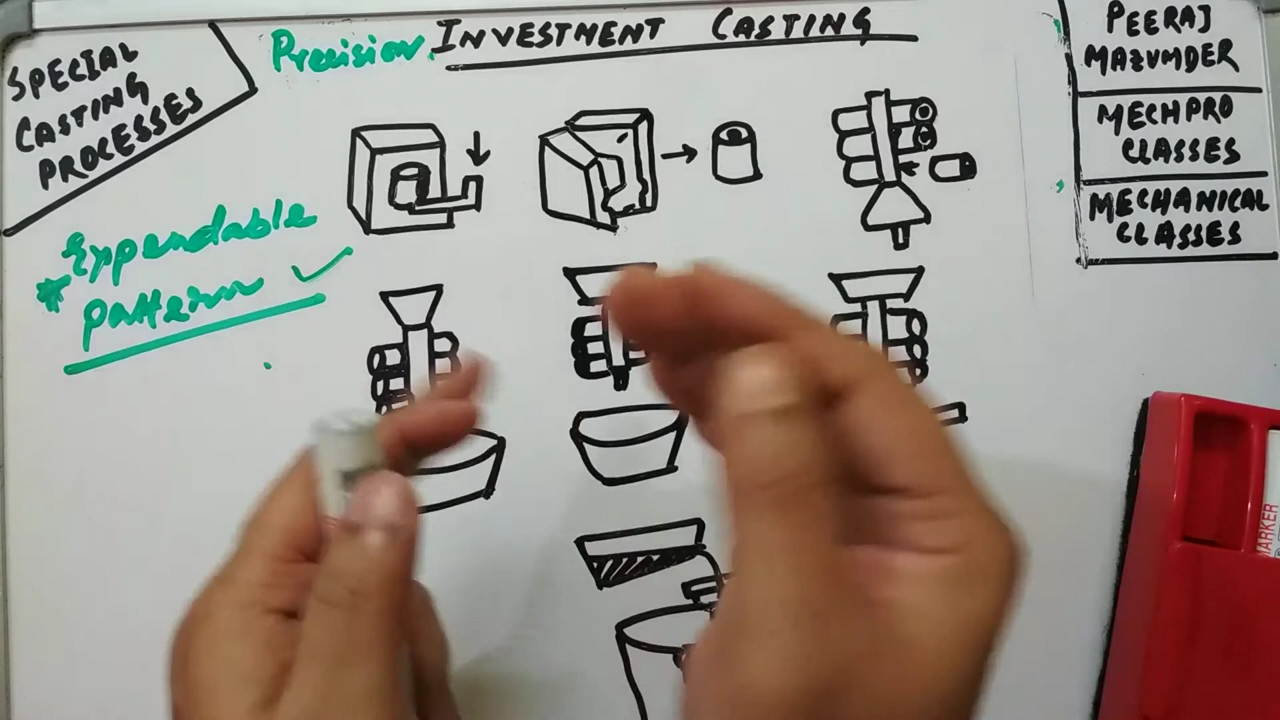 SPECIAL
CASTING
PROCESSES
Precision INVESTMENT CASTING
PEERAJ
MAZUMDER
MECHPRO
CLASSES
MECHANICAL
CLASSES
* Expendable
pattern ✓
MARKER